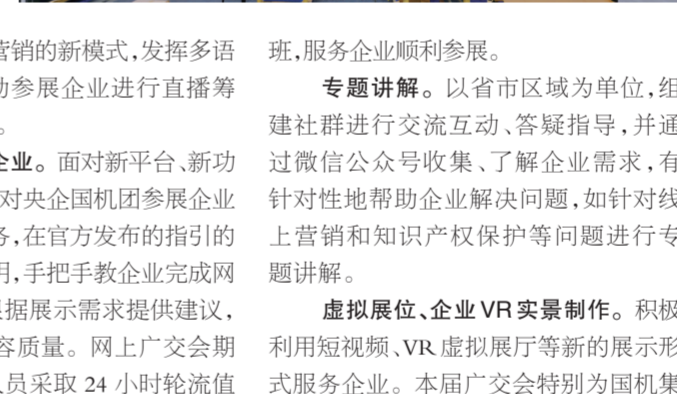 营销的新模式,发挥多语
参展企业进行直播筹
。
企业。面对新平台、新功
对央企国机团参展企业
务,在官方发布的指引的
明,手把手教企业完成网
据展示需求提供建议,
容质量。网上广交会期
人员采取 24 小时轮流值
班,服务企业顺利参展。
专题讲解。以省市区域为单位,组
建社群进行交流互动、答疑指导,并通
过微信公众号收集、了解企业需求,有
针对性地帮助企业解决问题,如针对线
上营销和知识产权保护等问题进行专
题讲解。
虚拟展位、企业VR实景制作。积极
利用短视频、VR虚拟展厅等新的展示形
式服务企业。本届广交会特别为国机集